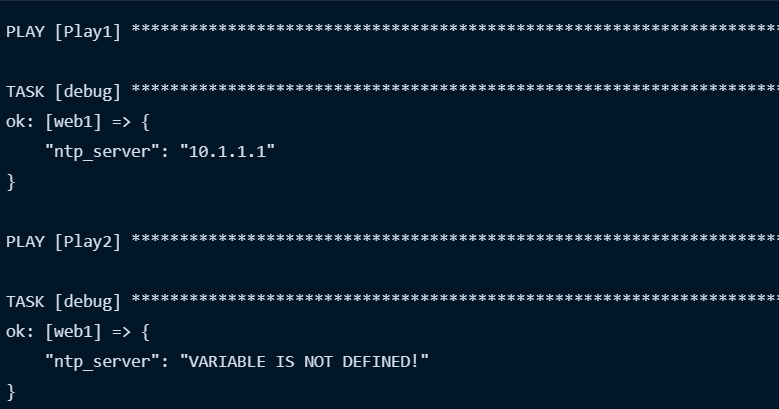 PLAY [Play1] *******************************************************************
TASK [debug] *******************************************************************
ok: [web1] => {
    "ntp_server": "10.1.1.1"
}
PLAY [Play2] *******************************************************************
TASK [debug] *******************************************************************
ok: [web1] => {
    "ntp_server": "VARIABLE IS NOT DEFINED!"
}